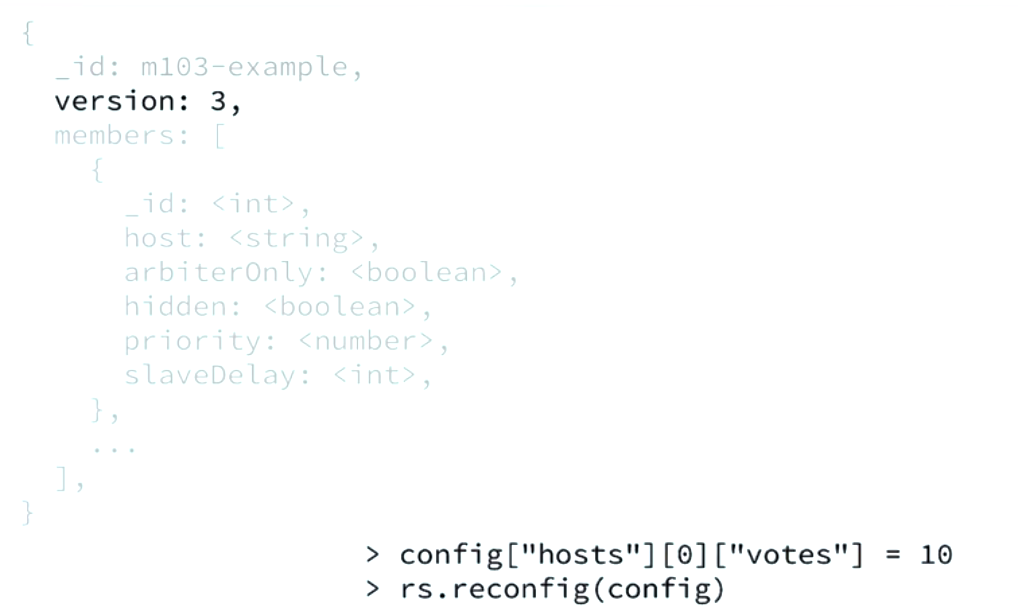 {
_id: m103-example,
version: 3,
members: [
{
_id: <int>,
host: <string>,
arbiterOnly: <boolean>,
hidden: <boolean>,
priority: <number>,
slaveDelay: <int>,
},
...
],
}
> config["hosts"][0]["votes"] = 10
> rs.reconfig(config)